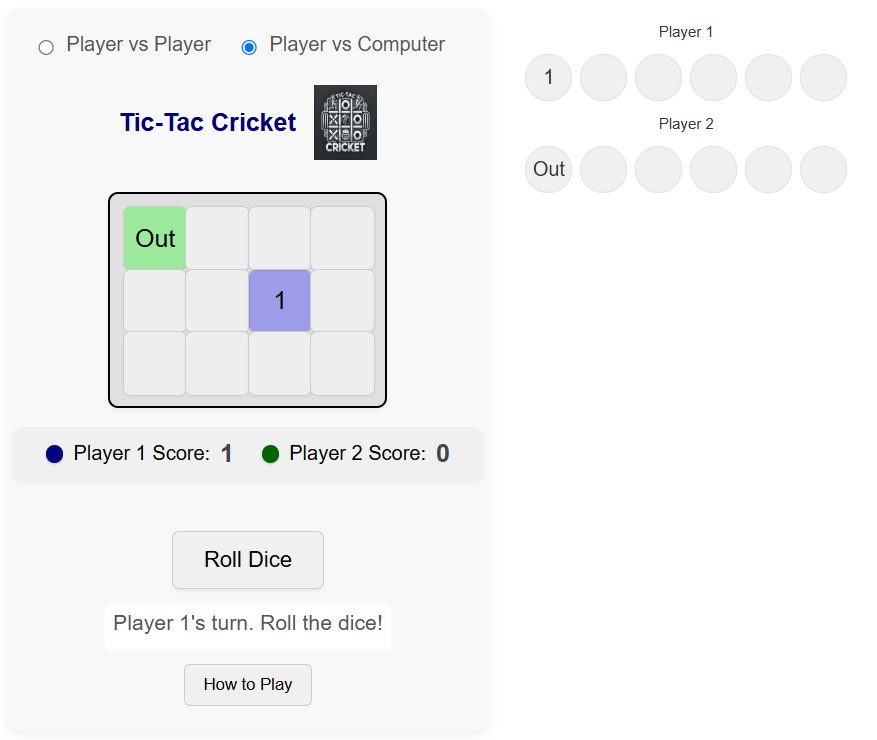 Player vs Player Player vs Computer
Tic-Tac Cricket
TIC-TAC
CRICKET
Out
1
Player 1 Score: 1 Player 2 Score: 0
Roll Dice
Player 1's turn. Roll the dice!
How to Play
Player 1
1
Player 2
Out